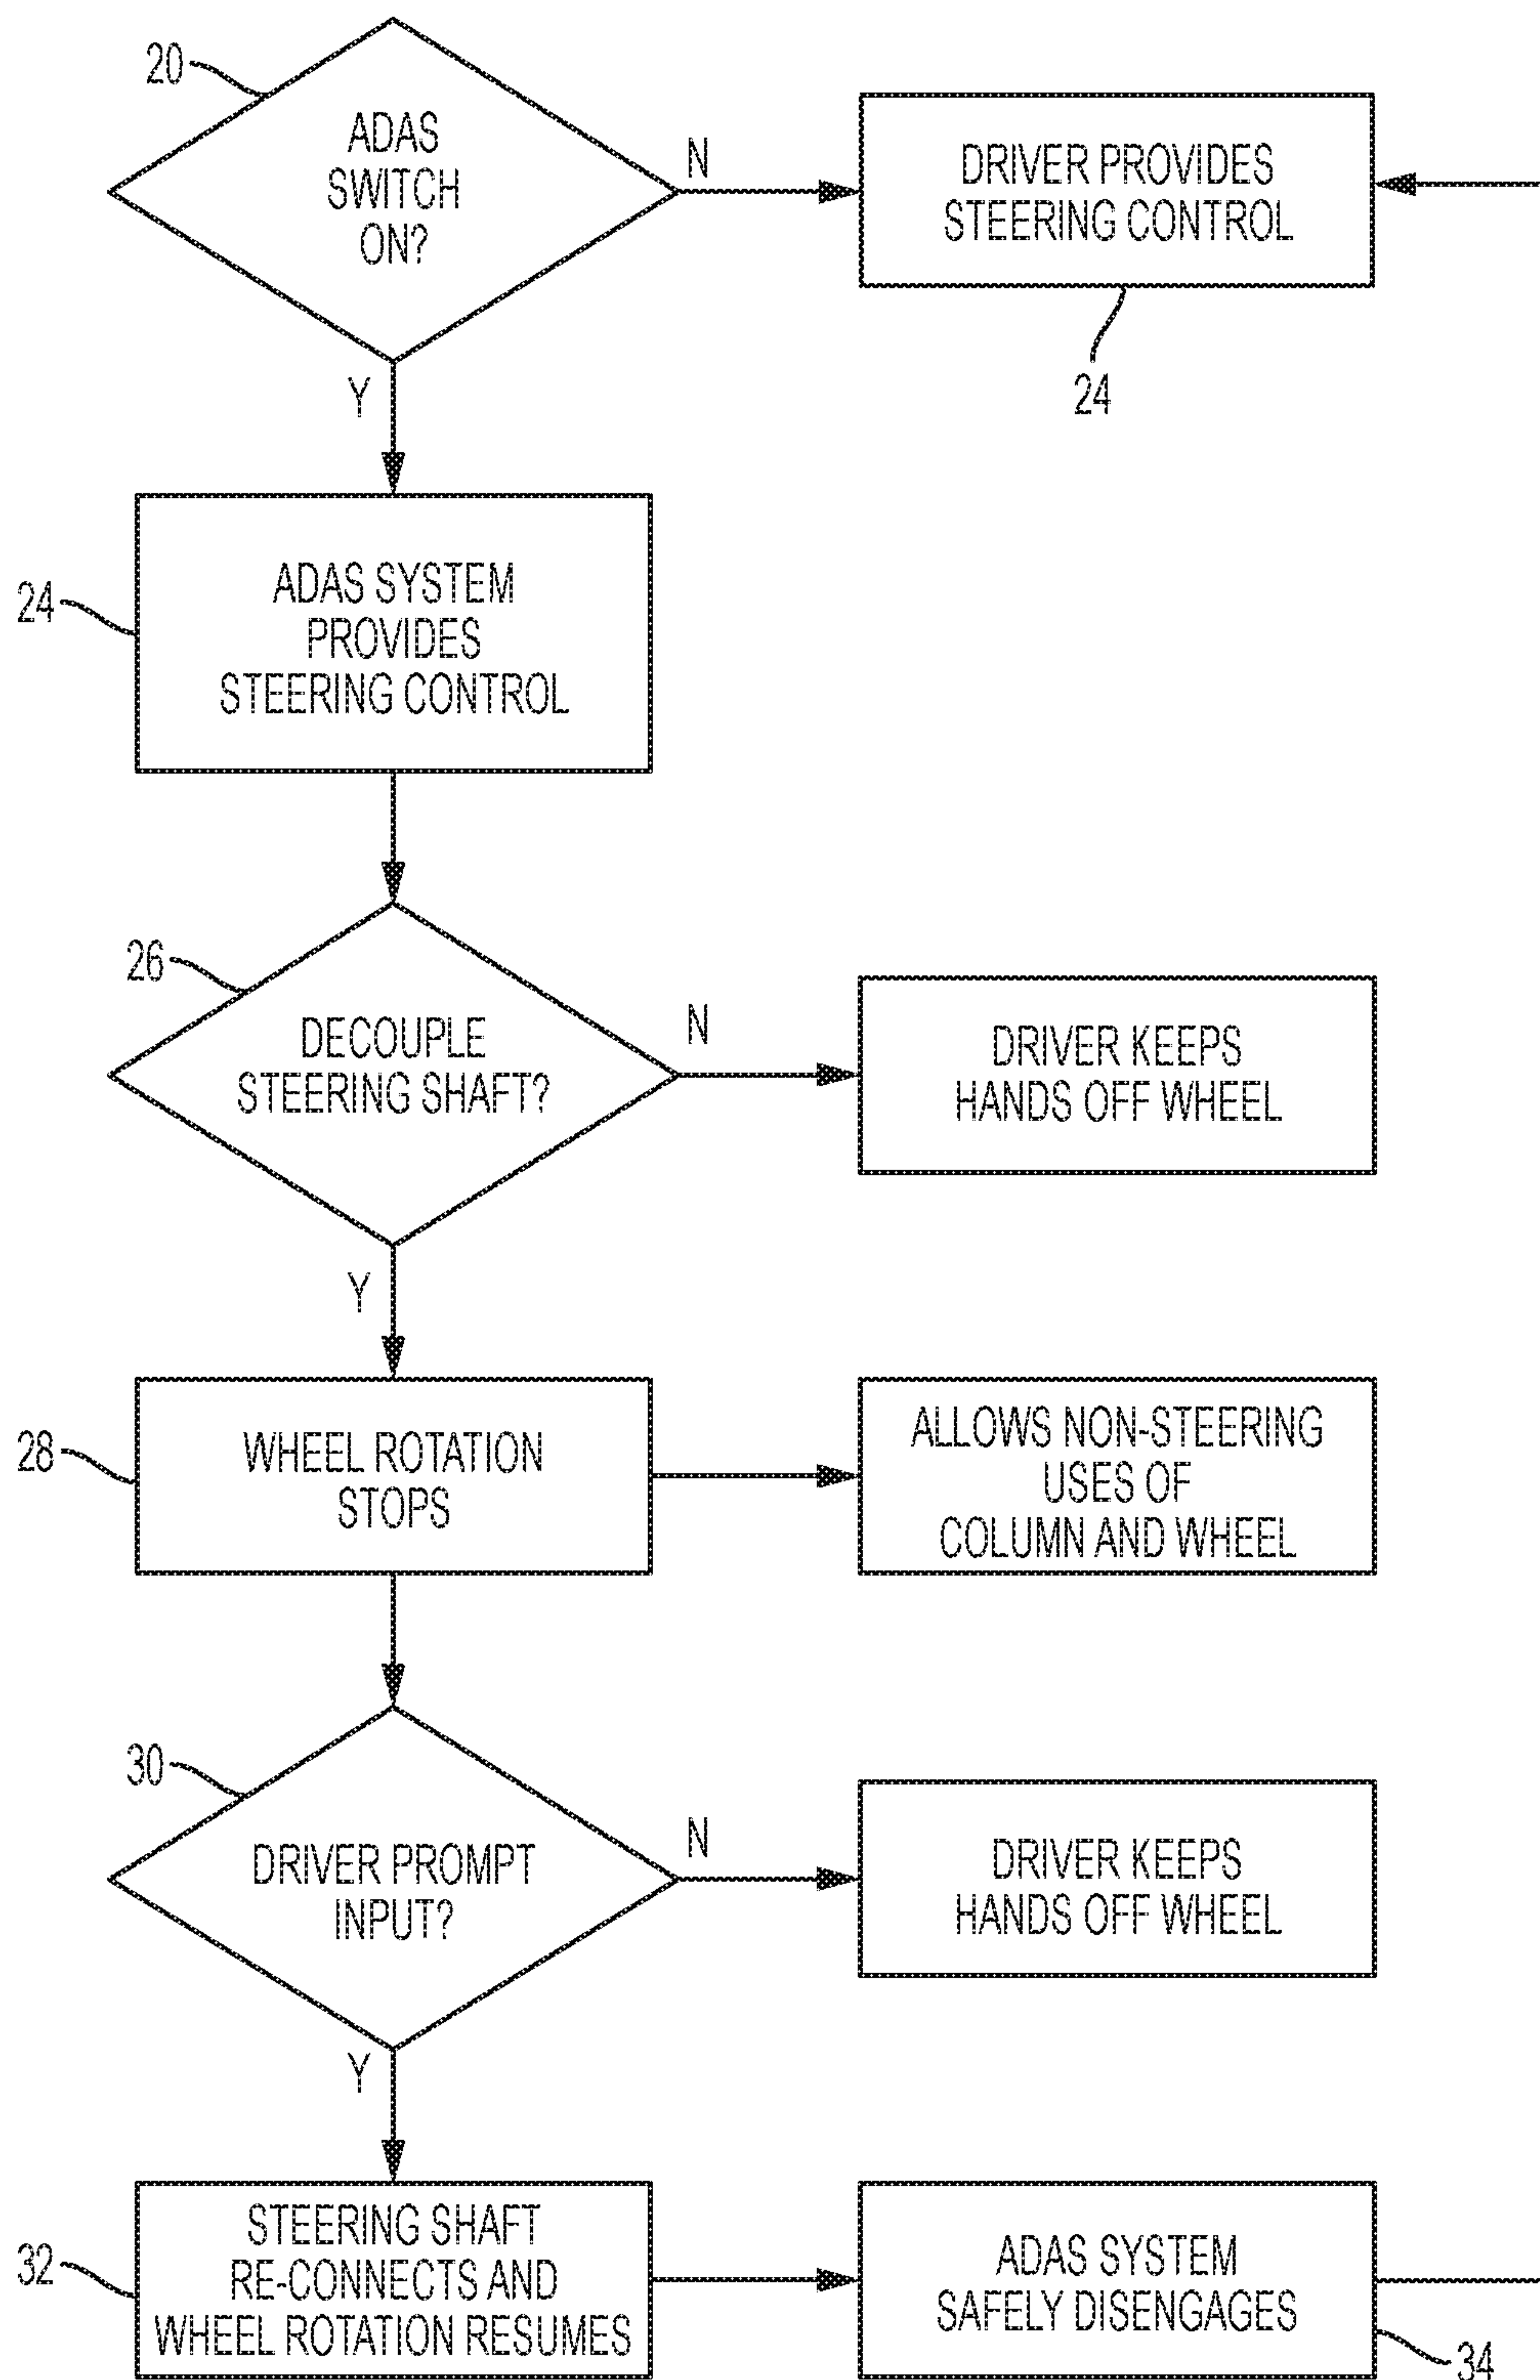 20
ADAS
SWITCH
ON?
N
DRIVER PROVIDES
STEERING CONTROL
24
Y
24
ADAS SYSTEM
PROVIDES
STEERING CONTROL
26
DECOUPLE
STEERING SHAFT?
N
DRIVER KEEPS
HANDS OFF WHEEL
Y
28
WHEEL ROTATION
STOPS
ALLOWS NON-STEERING
USES OF
COLUMN AND WHEEL
30
DRIVER PROMPT
INPUT?
N
DRIVER KEEPS
HANDS OFF WHEEL
Y
32
STEERING SHAFT
RE-CONNECTS AND
WHEEL ROTATION RESUMES
ADAS SYSTEM
SAFELY DISENGAGES
34